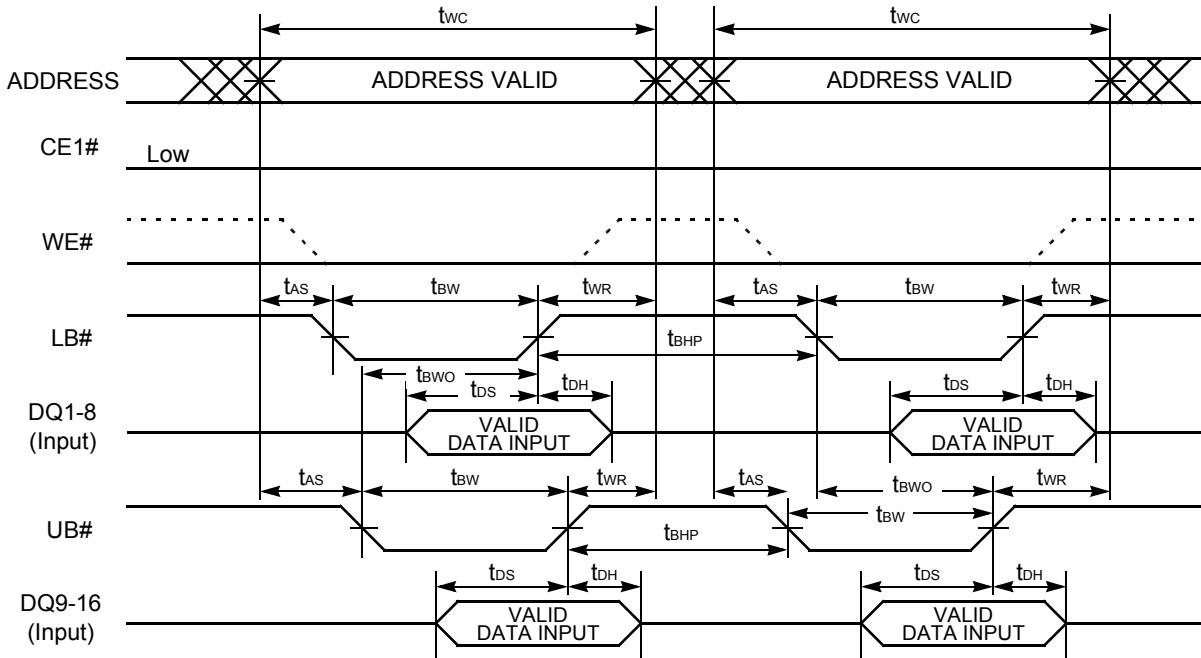 tWC tWC
ADDRESS ADDRESS VALID ADDRESS VALID
CE1# Low
WE#
tAS tBW tWR tAS tBW tWR
LB#
tBHP
tBWO
tDS tDH tDS tDH
DQ1-8
(Input)
VALID
DATA INPUT
VALID
DATA INPUT
tAS tBW tWR tAS tBWO tWR
tBW
UB#
tBHP
tDS tDH tDS tDH
DQ9-16
(Input)
VALID
DATA INPUT
VALID
DATA INPUT